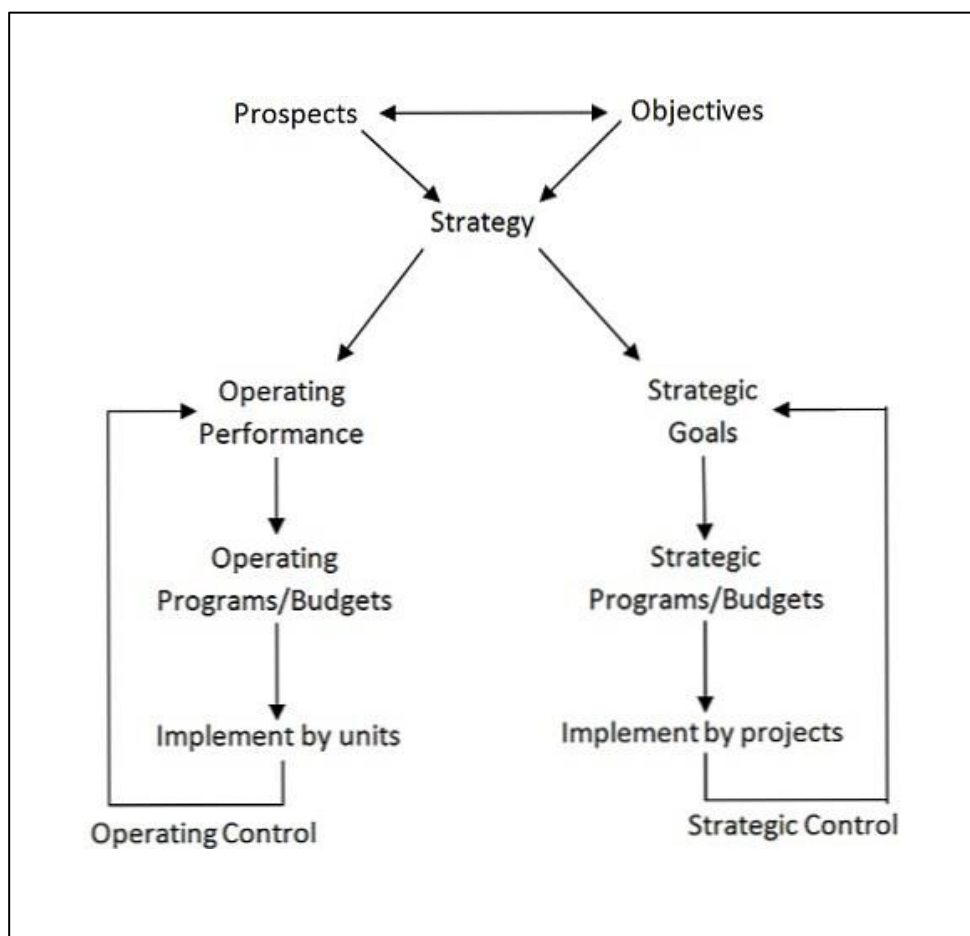 Prospects
Objectives
Strategy
Operating
Performance
Strategic
Goals
Operating
Programs/Budgets
Strategic
Programs/Budgets
Implement by units
Implement by projects
Operating Control
Strategic Control